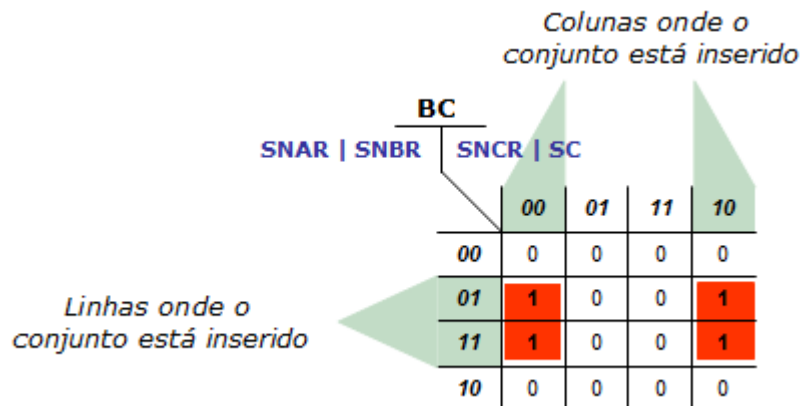 Colunas onde o
conjunto está inserido
BC
SNAR | SNBR SNCR | SC
00 01 11 10
00 0 0 0 0
01 1 0 0 1
Linhas onde o
conjunto está inserido
11 1 0 0 1
10 0 0 0 0